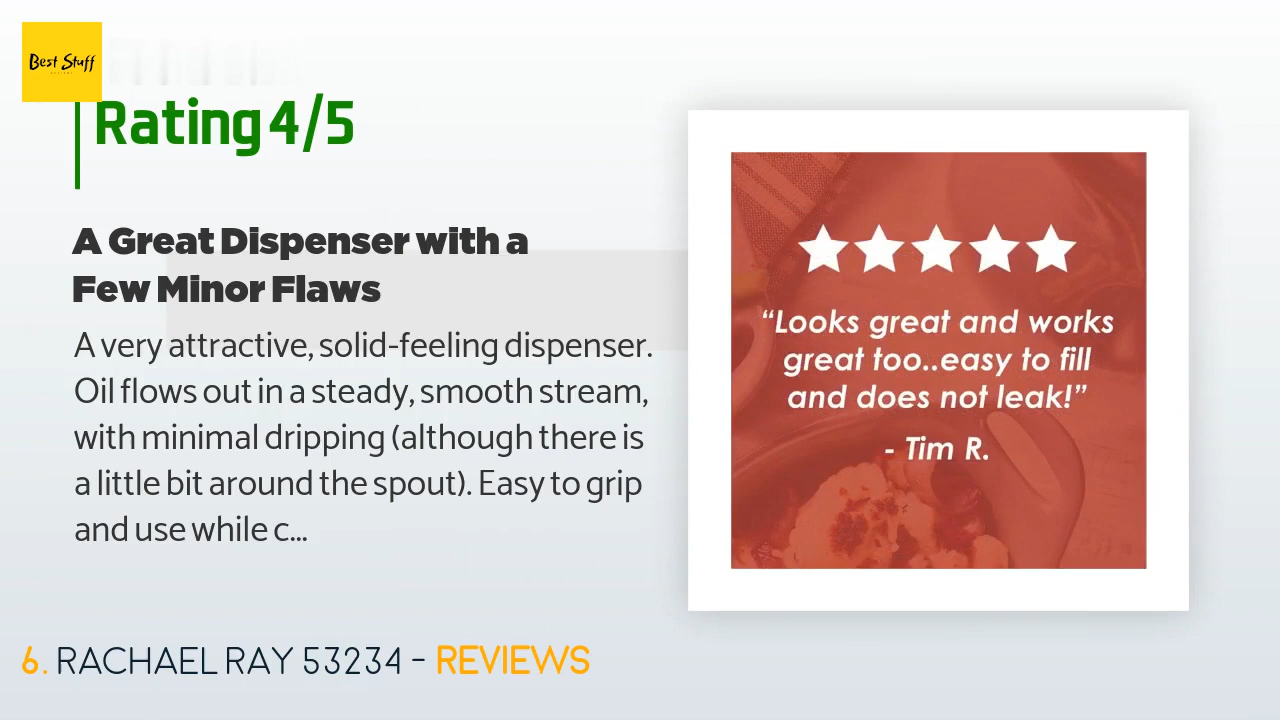 Best Stuff
Rating 4/5
A Great Dispenser with a
Few Minor Flaws
A very attractive, solid-feeling dispenser.
Oil flows out in a steady, smooth stream,
with minimal dripping (although there is
a little bit around the spout). Easy to grip
and use while c...
“Looks great and works
great too..easy to fill
and does not leak!”
- Tim R.
6. RACHAEL RAY 53234 - REVIEWS